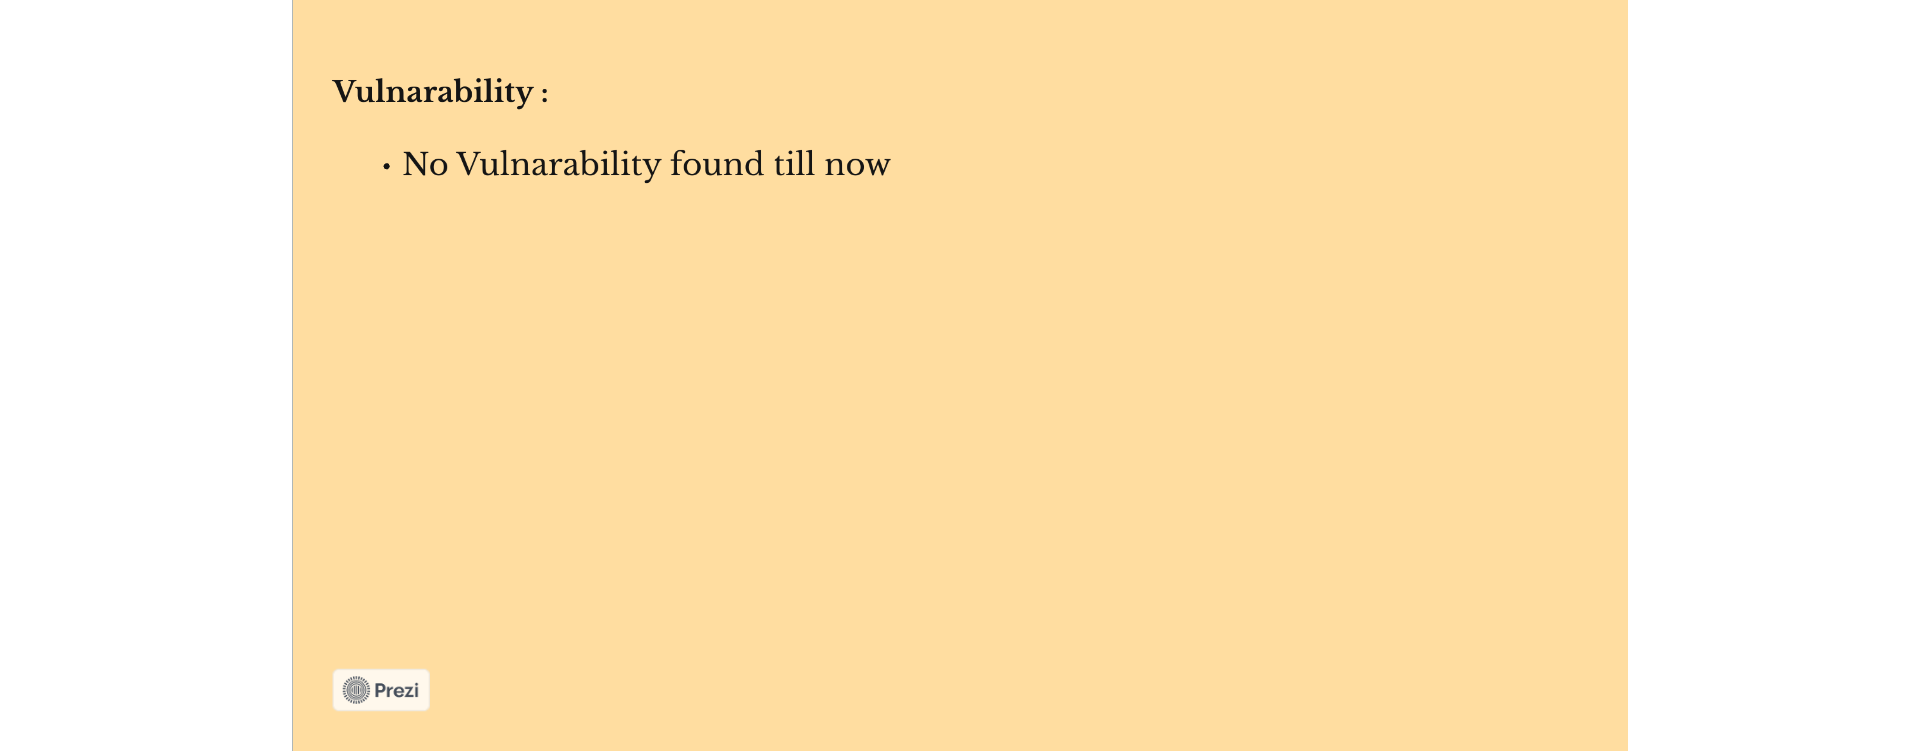 Vulnarability :
• No Vulnarability found till now
Prezi